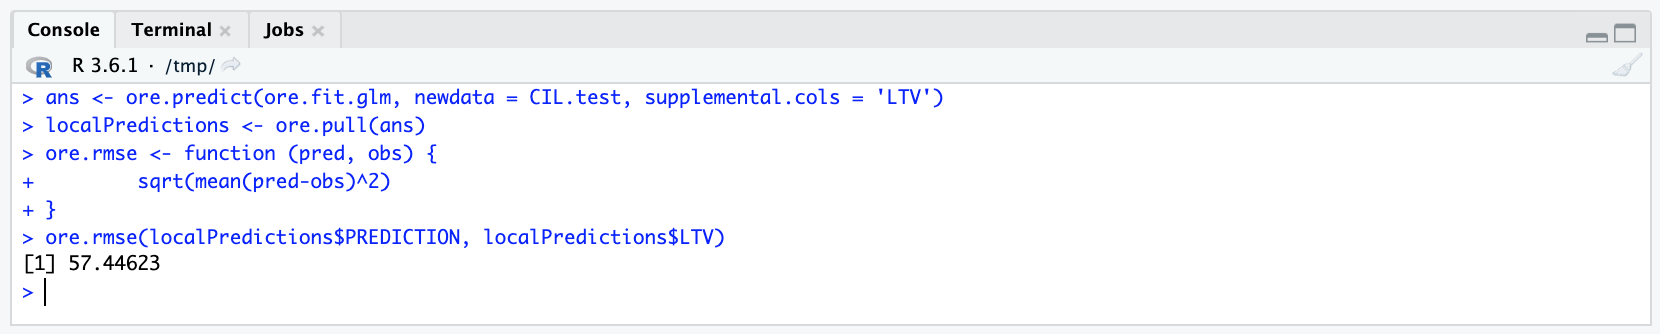 Console Terminal Jobs
R 3.6.1 · /tmp/
> ans <- ore.predict(ore.fit.glm, newdata = CIL.test, supplemental.cols = 'LTV')
> localPredictions <- ore.pull(ans)
> ore.rmse <- function (pred, obs) {
+         sqrt(mean(pred-obs)^2)
+ }
> ore.rmse(localPredictions$PREDICTION, localPredictions$LTV)
[1] 57.44623
>